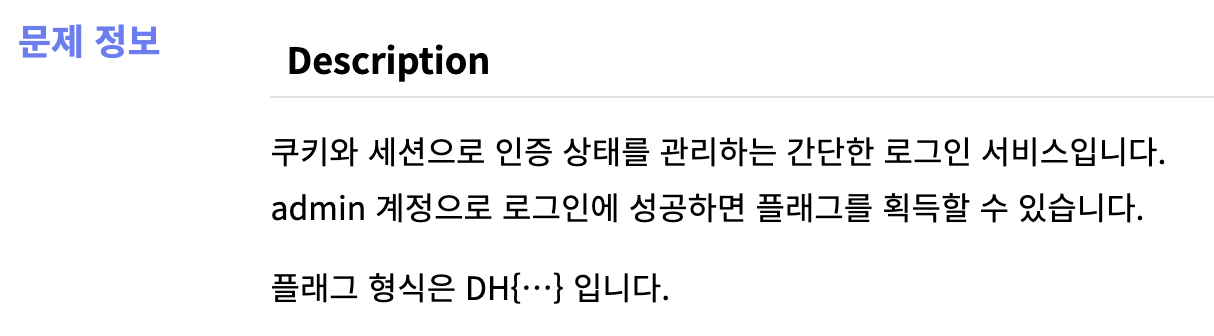 문제 정보
Description
쿠키와 세션으로 인증 상태를 관리하는 간단한 로그인 서비스입니다.
admin 계정으로 로그인에 성공하면 플래그를 획득할 수 있습니다.
플래그 형식은 DH{…} 입니다.